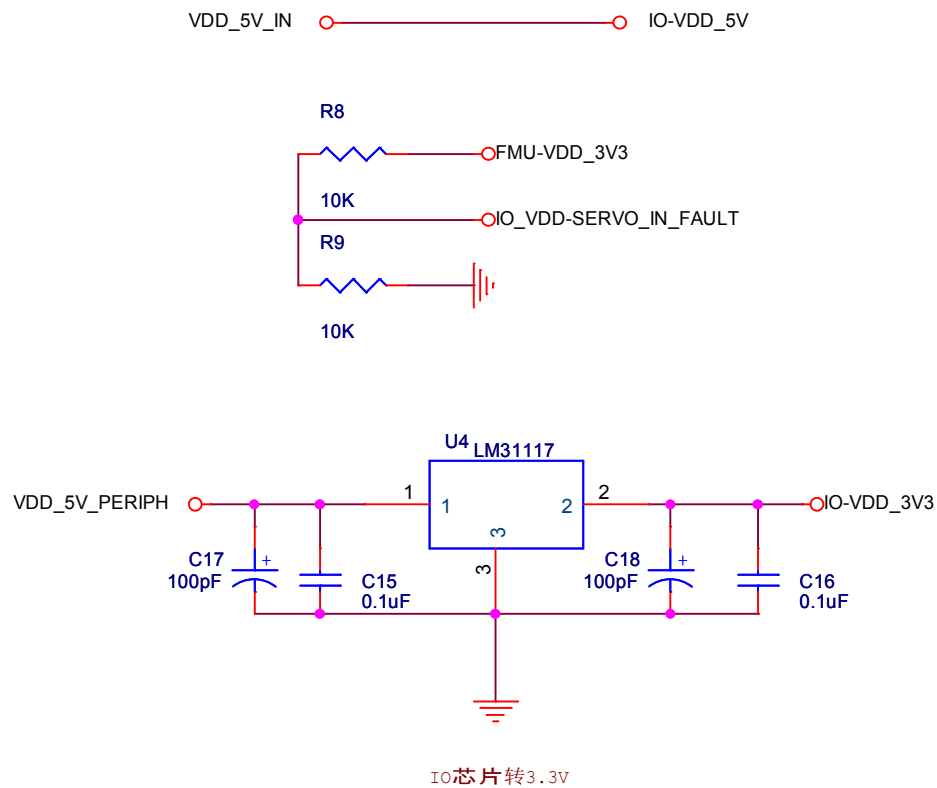 VDD_5V_IN
IO-VDD_5V
R8
FMU-VDD_3V3
10K
IO_VDD-SERVO_IN_FAULT
R9
10K
U4
LM31117
VDD_5V_PERIPH
1
1
2
2
IO-VDD_3V3
3
3
C17
100pF
+
C15
0.1uF
C18
100pF
+
C16
0.1uF
IO芯片转3.3V